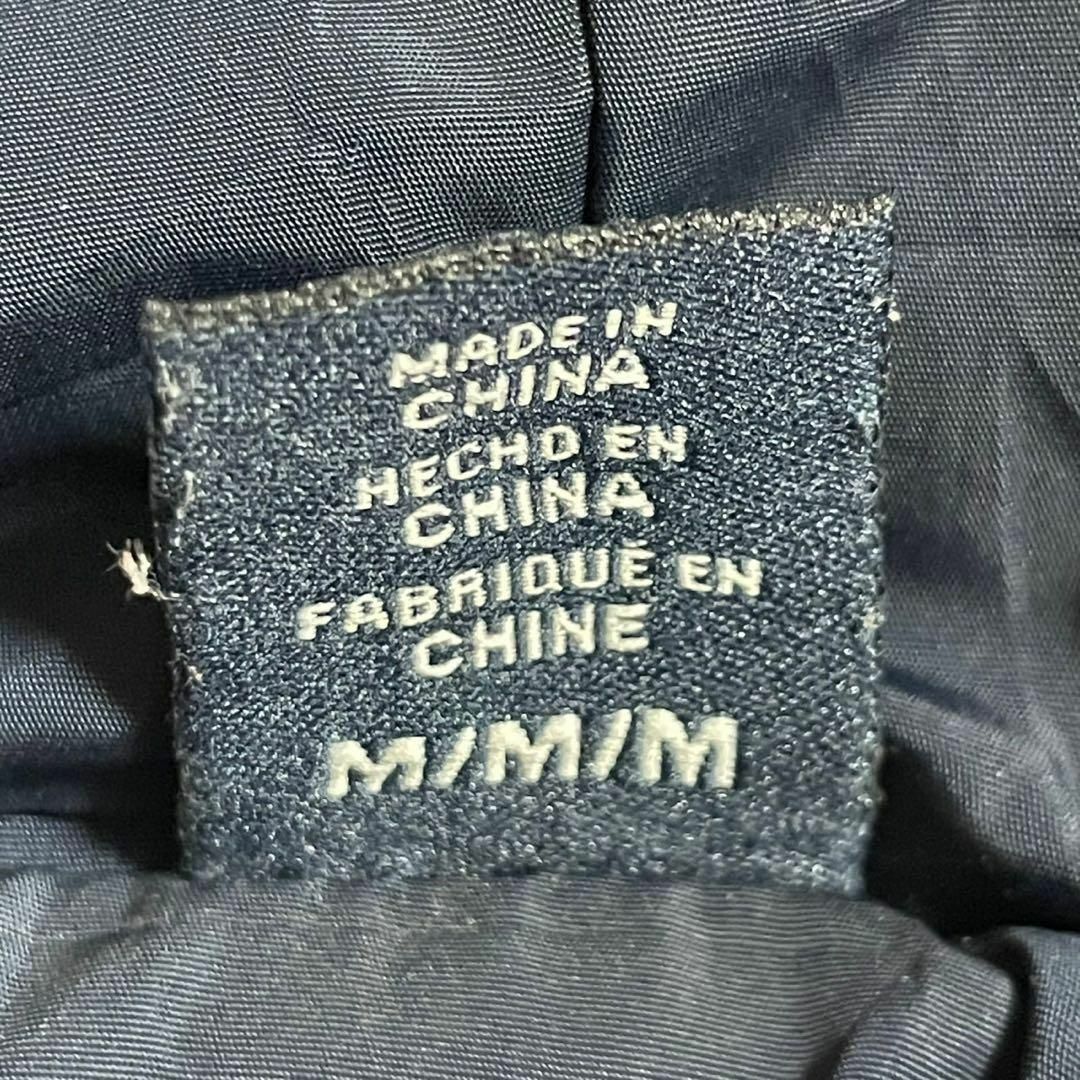 MADE IN
CHINA
HECHO EN
CHINA
FABRIQUÉ EN
CHINE
M/M/M